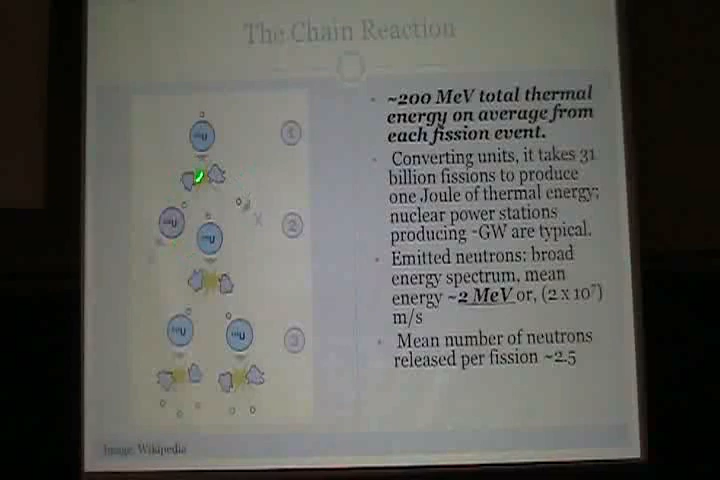 The Chain Reaction
~200 MeV total thermal
energy on average from
each fission event.
Converting units, it takes 31
billion fissions to produce
one Joule of thermal energy;
nuclear power stations
producing ~GW are typical.
Emitted neutrons: broad
energy spectrum, mean
energy ~2 MeV or, (2 x 10⁷)
m/s
Mean number of neutrons
released per fission ~2.5
1
2
3
Image: Wikipedia